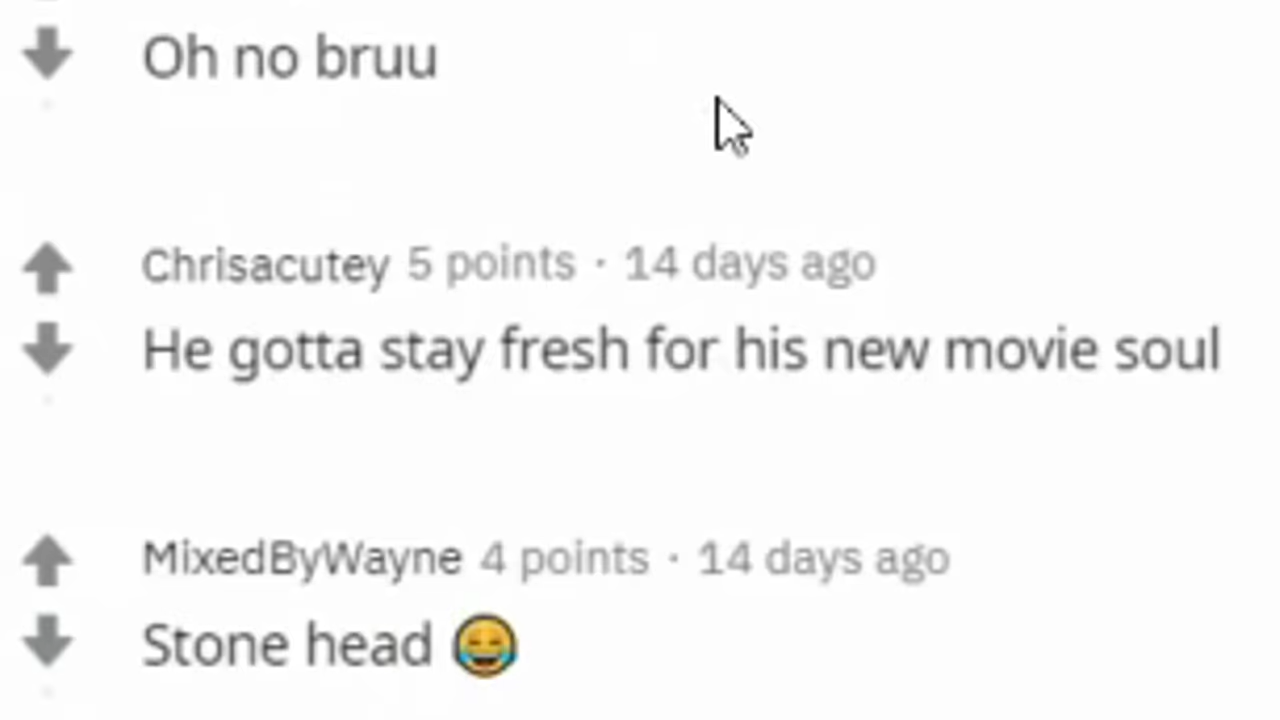 Oh no bruu
Chrisacutey 5 points · 14 days ago
He gotta stay fresh for his new movie soul
MixedByWayne 4 points · 14 days ago
Stone head 😂